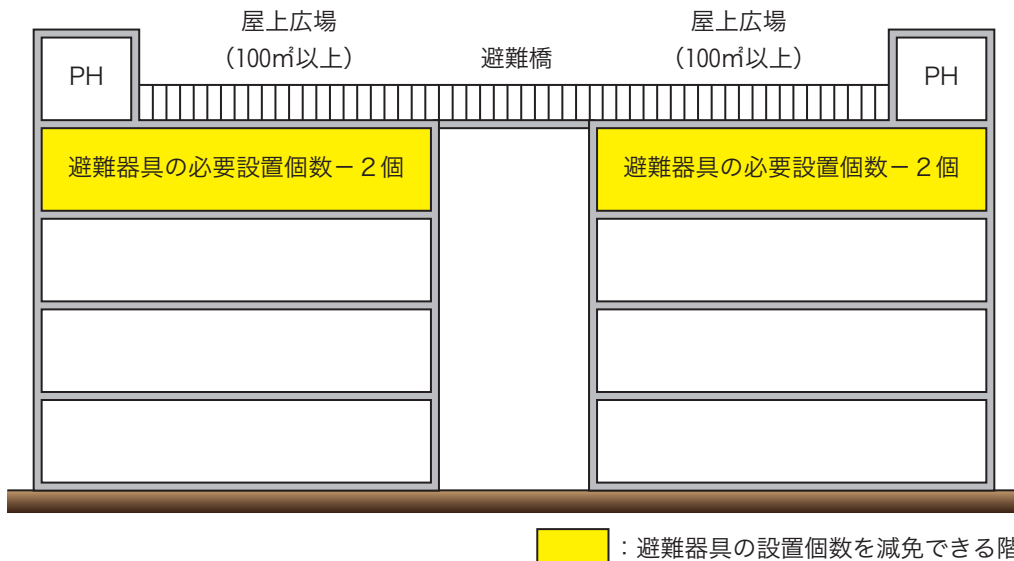 屋上広場
(100㎡以上)
避難橋
屋上広場
(100㎡以上)
PH
PH
避難器具の必要設置個数－２個
避難器具の必要設置個数－２個
：避難器具の設置個数を減免できる階